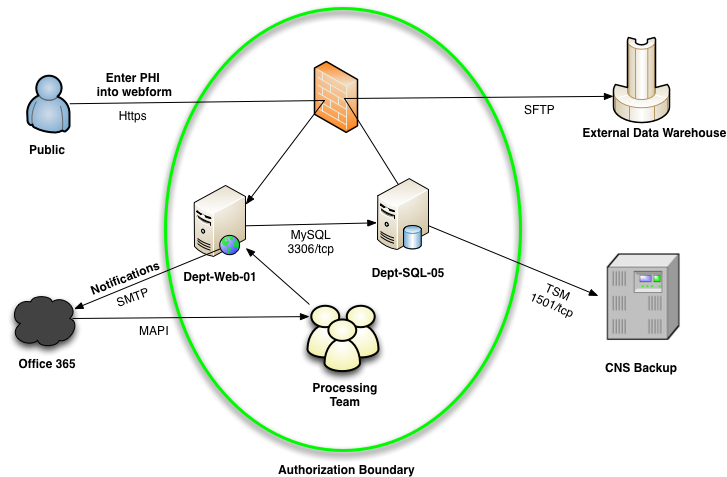 Enter PHI
into webform
Https
Public
SFTP
External Data Warehouse
MySQL
3306/tcp
Dept-Web-01
Dept-SQL-05
Notifications
SMTP
TSM
1501/tcp
MAPI
Office 365
CNS Backup
Processing
Team
Authorization Boundary